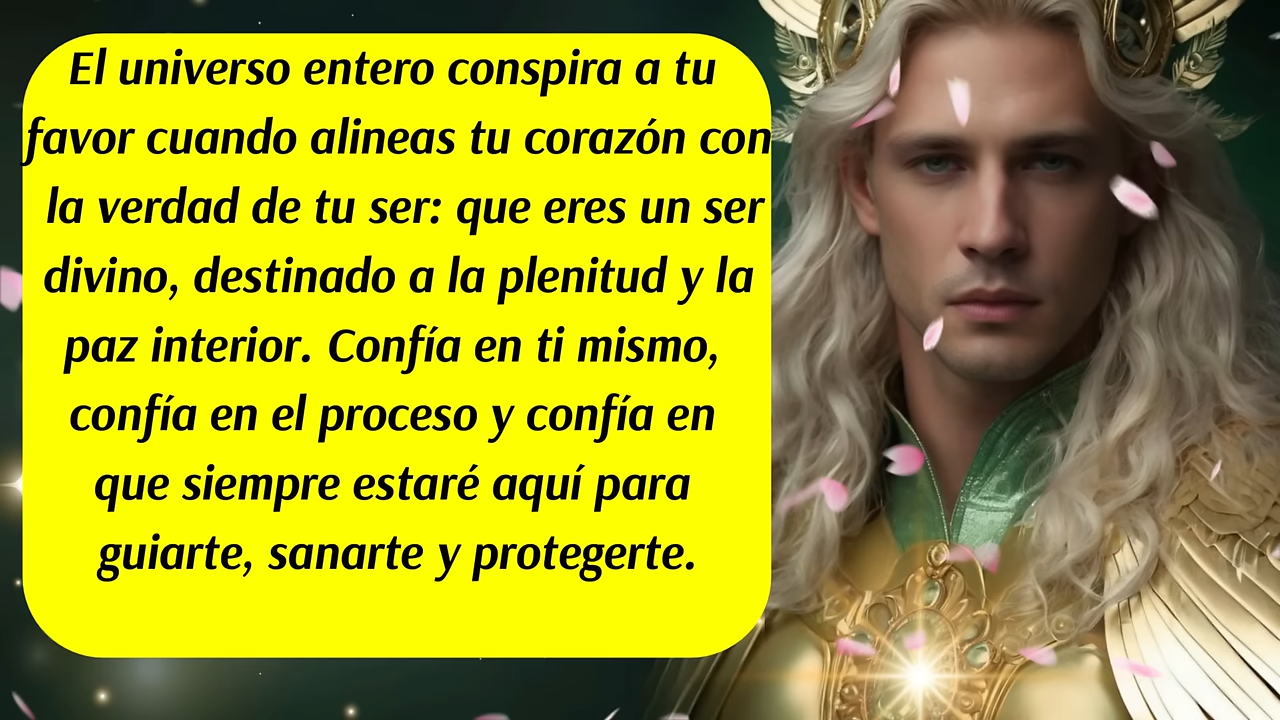 El universo entero conspira a tu
favor cuando alineas tu corazón con
la verdad de tu ser: que eres un ser
divino, destinado a la plenitud y la
paz interior. Confía en ti mismo,
confía en el proceso y confía en
que siempre estaré aquí para
guiarte, sanarte y protegerte.